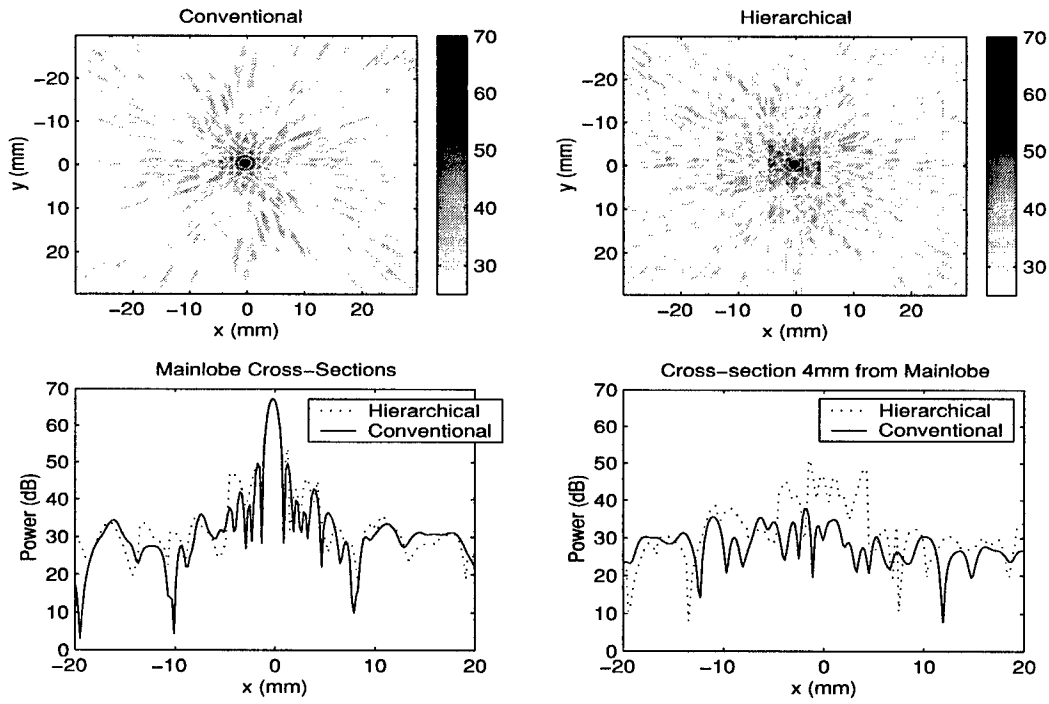 Conventional
y (mm)
−20
−10
0
10
20
−20 −10 0 10 20
x (mm)
70
60
50
40
30
Hierarchical
y (mm)
−20
−10
0
10
20
−20 −10 0 10 20
x (mm)
70
60
50
40
30
Mainlobe Cross−Sections
Power (dB)
70
60
50
40
30
20
10
0
−20 −10 0 10 20
x (mm)
Hierarchical
Conventional
Cross−section 4mm from Mainlobe
Power (dB)
70
60
50
40
30
20
10
0
−20 −10 0 10 20
x (mm)
Hierarchical
Conventional